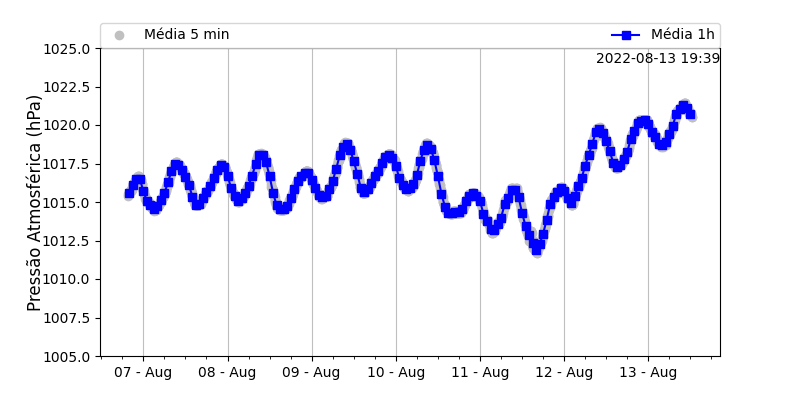 Média 5 min
Média 1h
2022-08-13 19:39
Pressão Atmosférica (hPa)
1025.0
1022.5
1020.0
1017.5
1015.0
1012.5
1010.0
1007.5
1005.0
07 - Aug
08 - Aug
09 - Aug
10 - Aug
11 - Aug
12 - Aug
13 - Aug